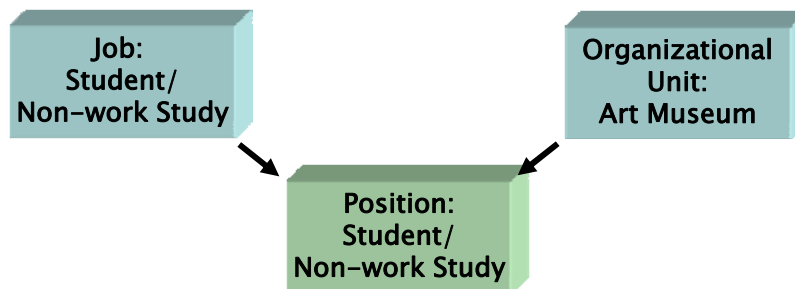 Job:
Student/
Non-work Study
Organizational
Unit:
Art Museum
Position:
Student/
Non-work Study